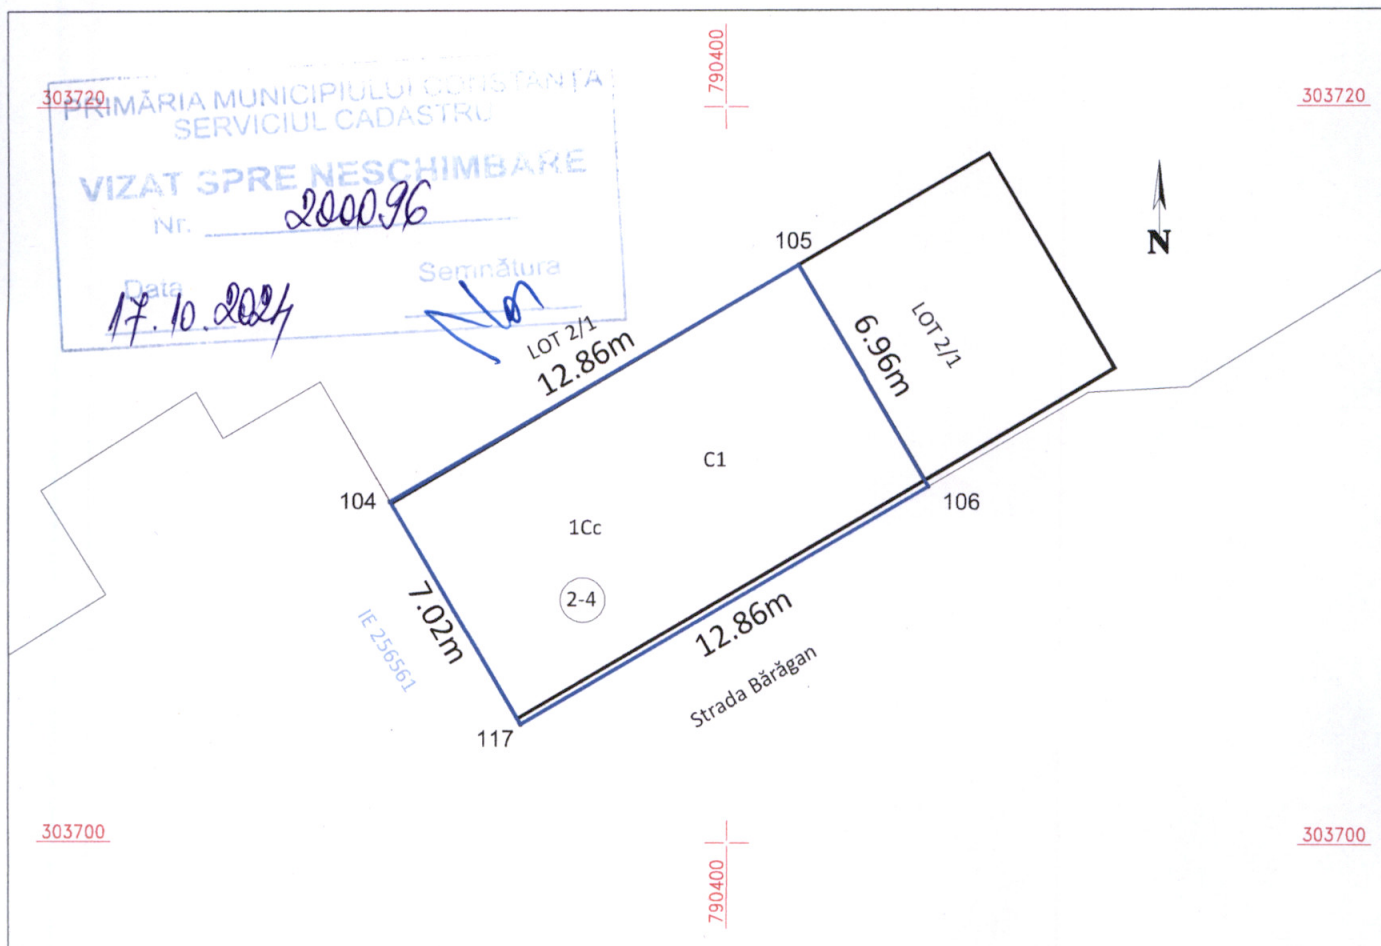 790400
303720
303720
PRIMĂRIA MUNICIPIULUI CONSTANȚA
SERVICIUL CADASTRU
VIZAT SPRE NESCHIMBARE
Nr. 200096
Data
Semnătura
17.10.2024
105
N
LOT 2/1
12.86m
6.96m
LOT 2/1
C1
104
106
1Cc
2-4
7.02m
IE 256561
12.86m
Strada Bărăgan
117
303700
303700
790400